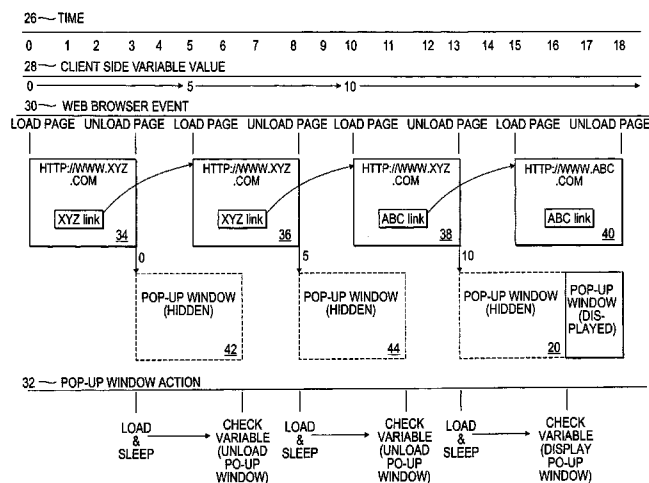 26 TIME
0 1 2 3 4 5 6 7 8 9 10 11 12 13 14 15 16 17 18
28 CLIENT SIDE VARIABLE VALUE
0 5 10
30 WEB BROWSER EVENT
LOAD PAGE UNLOAD PAGE LOAD PAGE UNLOAD PAGE LOAD PAGE UNLOAD PAGE LOAD PAGE UNLOAD PAGE
HTTP://WWW.XYZ HTTP://WWW.XYZ HTTP://WWW.XYZ HTTP://WWW.ABC
.COM .COM .COM .COM
XYZ link XYZ link ABC link ABC link
34 36 38 40
0 5 10
POP-UP WINDOW POP-UP WINDOW POP-UP WINDOW POP-UP
(HIDDEN) (HIDDEN) (HIDDEN) WINDOW
(DIS-
PLAYED)
42 44 20
32 POP-UP WINDOW ACTION
LOAD CHECK LOAD CHECK LOAD CHECK
& VARIABLE & VARIABLE & VARIABLE
SLEEP (UNLOAD SLEEP (UNLOAD SLEEP (DISPLAY
PO-UP PO-UP PO-UP
WINDOW) WINDOW) WINDOW)